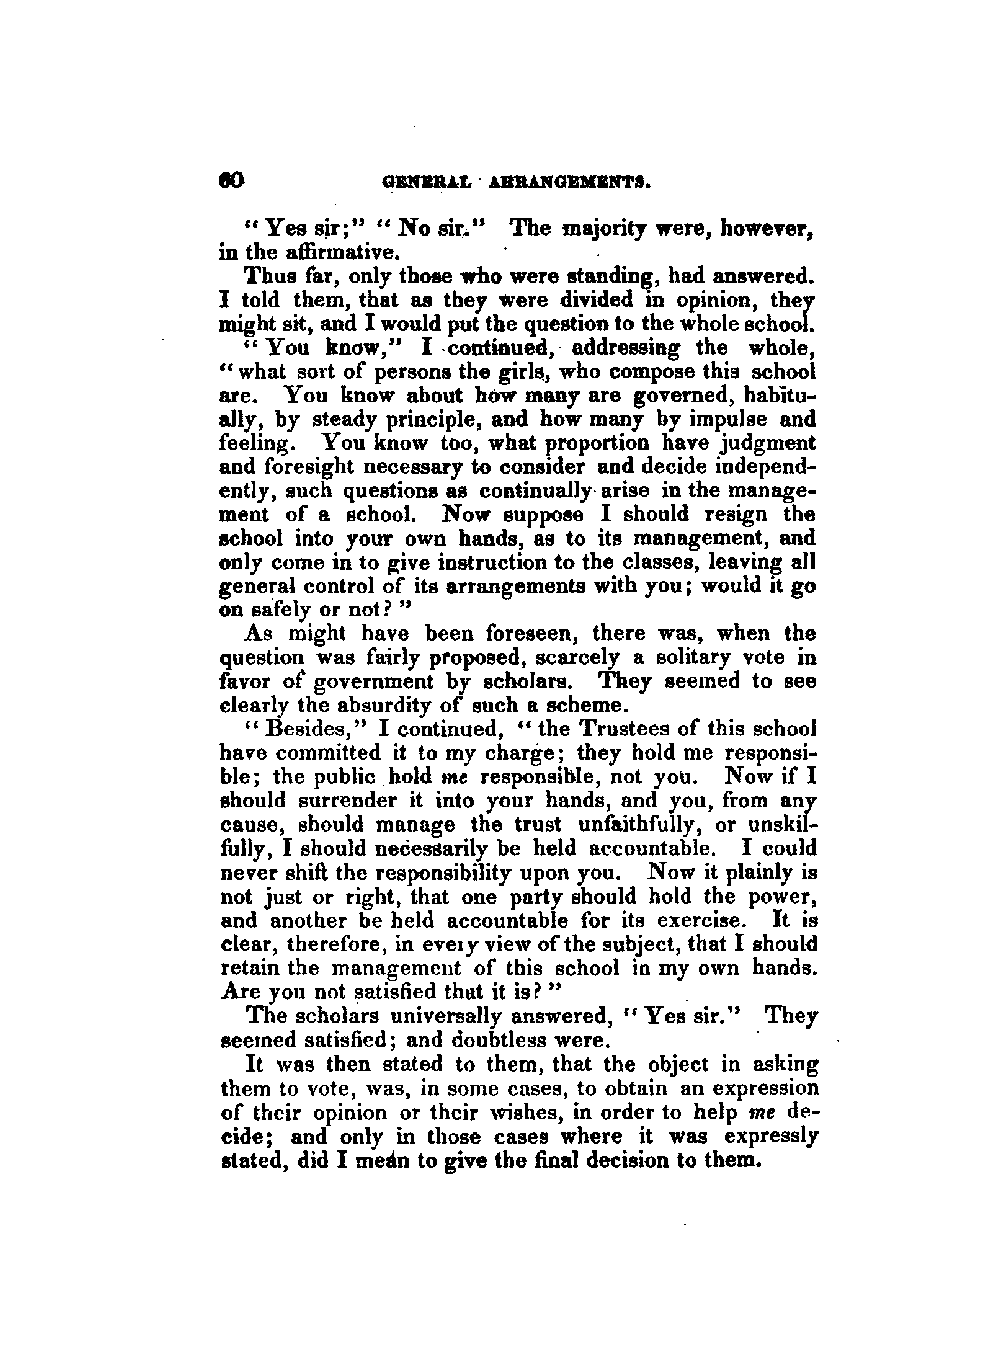 60 GENERAL ARRANGEMENTS.
"Yes sir;" "No sir." The majority were, however,
in the affirmative.
Thus far, only those who were standing, had answered.
I told them, that as they were divided in opinion, they
might sit, and I would put the question to the whole school.
"You know," I continued, addressing the whole,
"what sort of persons the girls, who compose this school
are. You know about how many are governed, habitu-
ally, by steady principle, and how many by impulse and
feeling. You know too, what proportion have judgment
and foresight necessary to consider and decide independ-
ently, such questions as continually arise in the manage-
ment of a school. Now suppose I should resign the
school into your own hands, as to its management, and
only come in to give instruction to the classes, leaving all
general control of its arrangements with you; would it go
on safely or not?"
As might have been foreseen, there was, when the
question was fairly proposed, scarcely a solitary vote in
favor of government by scholars. They seemed to see
clearly the absurdity of such a scheme.
"Besides," I continued, "the Trustees of this school
have committed it to my charge; they hold me responsi-
ble; the public hold me responsible, not you. Now if I
should surrender it into your hands, and you, from any
cause, should manage the trust unfaithfully, or unskil-
fully, I should necessarily be held accountable. I could
never shift the responsibility upon you. Now it plainly is
not just or right, that one party should hold the power,
and another be held accountable for its exercise. It is
clear, therefore, in every view of the subject, that I should
retain the management of this school in my own hands.
Are you not satisfied that it is?"
The scholars universally answered, "Yes sir." They
seemed satisfied; and doubtless were.
It was then stated to them, that the object in asking
them to vote, was, in some cases, to obtain an expression
of their opinion or their wishes, in order to help me de-
cide; and only in those cases where it was expressly
stated, did I mean to give the final decision to them.